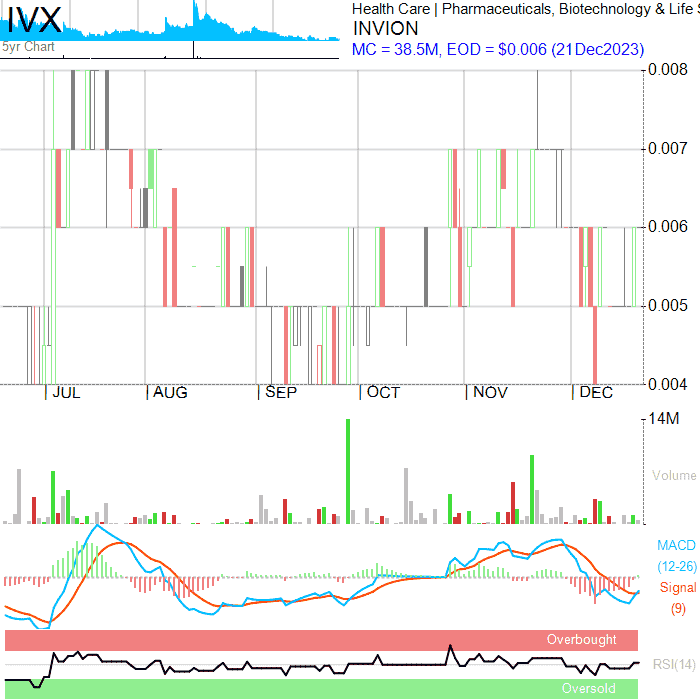 IVX
5yr Chart
Health Care | Pharmaceuticals, Biotechnology & Life S
INVION
MC = 38.5M, EOD = $0.006 (21Dec2023)
0.008
0.007
0.006
0.005
0.004
JUL AUG SEP OCT NOV DEC
14M
Volume
MACD
(12-26)
Signal
(9)
Overbought
RSI(14)
Oversold